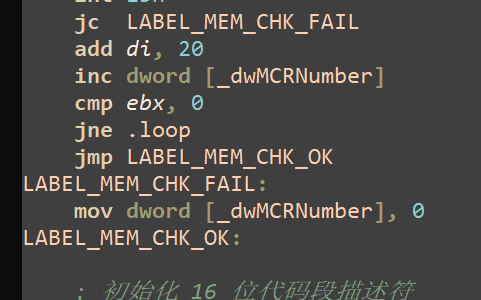 jc  LABEL_MEM_CHK_FAIL
add di, 20
inc dword [_dwMCRNumber]
cmp ebx, 0
jne .loop
jmp LABEL_MEM_CHK_OK
LABEL_MEM_CHK_FAIL:
mov dword [_dwMCRNumber], 0
LABEL_MEM_CHK_OK:
; 初始化 16 位代码段描述符